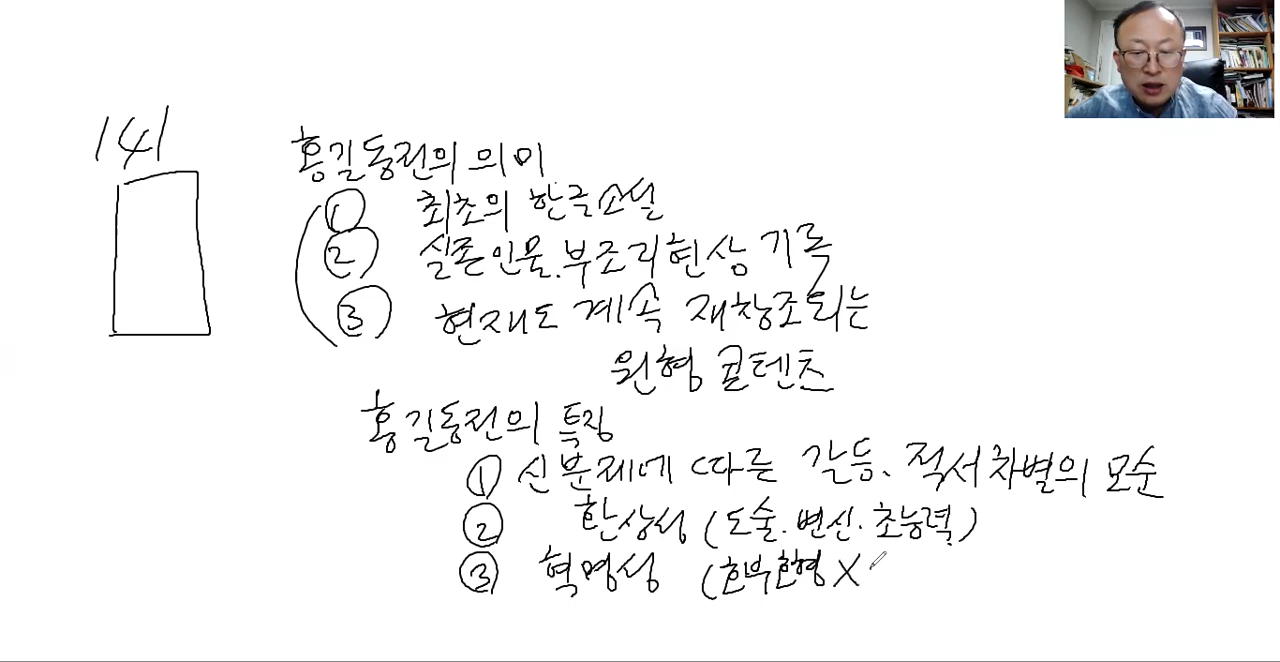 141
홍길동전의 의미
① 최초의 한글소설
② 실존인물.부조리현상 기록
③ 현재도 계속 재창조되는
원형 콘텐츠
홍길동전의 특징
① 신분제에 따른 갈등、적서차별의 모순
② 환상성 (도술.변신.초능력)
③ 혁명성 (호부호형 X